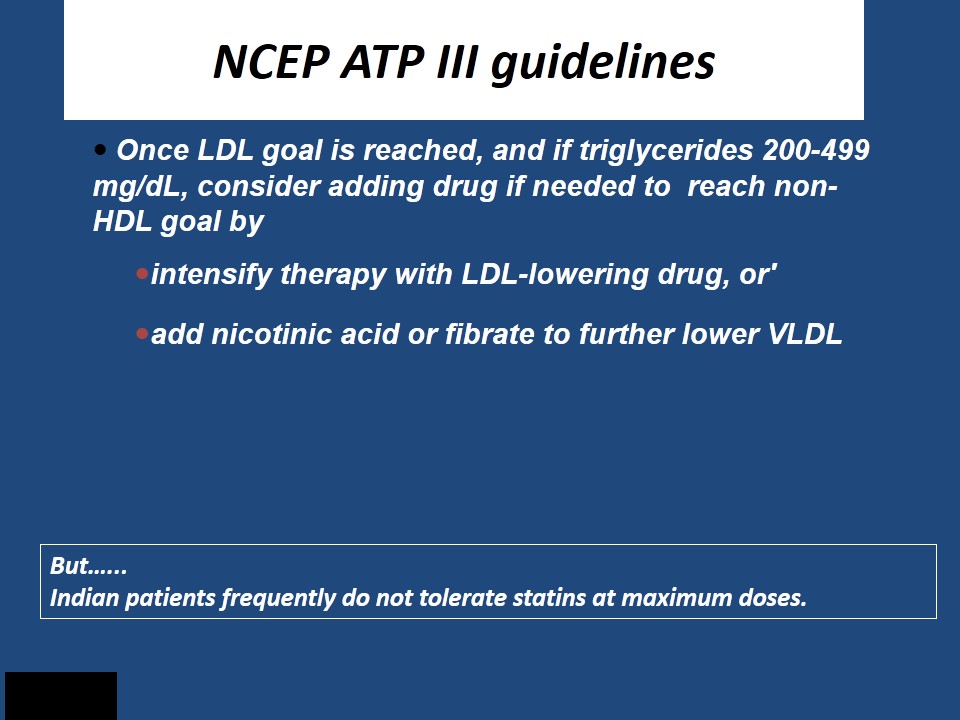 NCEP ATP III guidelines
• Once LDL goal is reached, and if triglycerides 200-499
mg/dL, consider adding drug if needed to  reach non-
HDL goal by
•intensify therapy with LDL-lowering drug, or'
•add nicotinic acid or fibrate to further lower VLDL
But…...
Indian patients frequently do not tolerate statins at maximum doses.